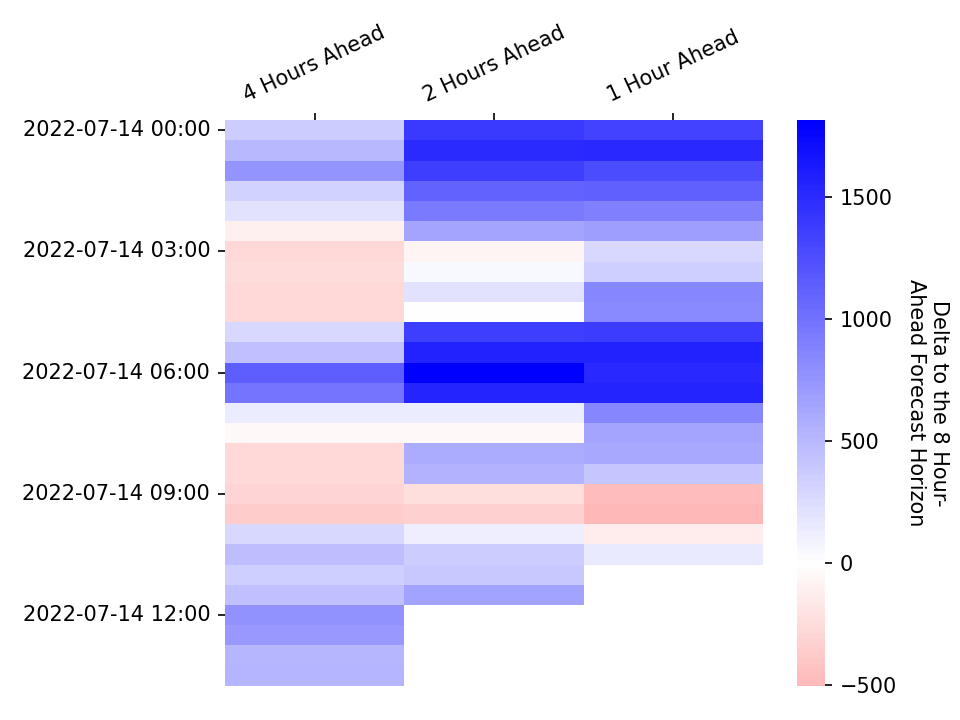 4 Hours Ahead
2 Hours Ahead
1 Hour Ahead
2022-07-14 00:00
2022-07-14 03:00
2022-07-14 06:00
2022-07-14 09:00
2022-07-14 12:00
1500
1000
500
0
−500
Delta to the 8 Hour-
Ahead Forecast Horizon